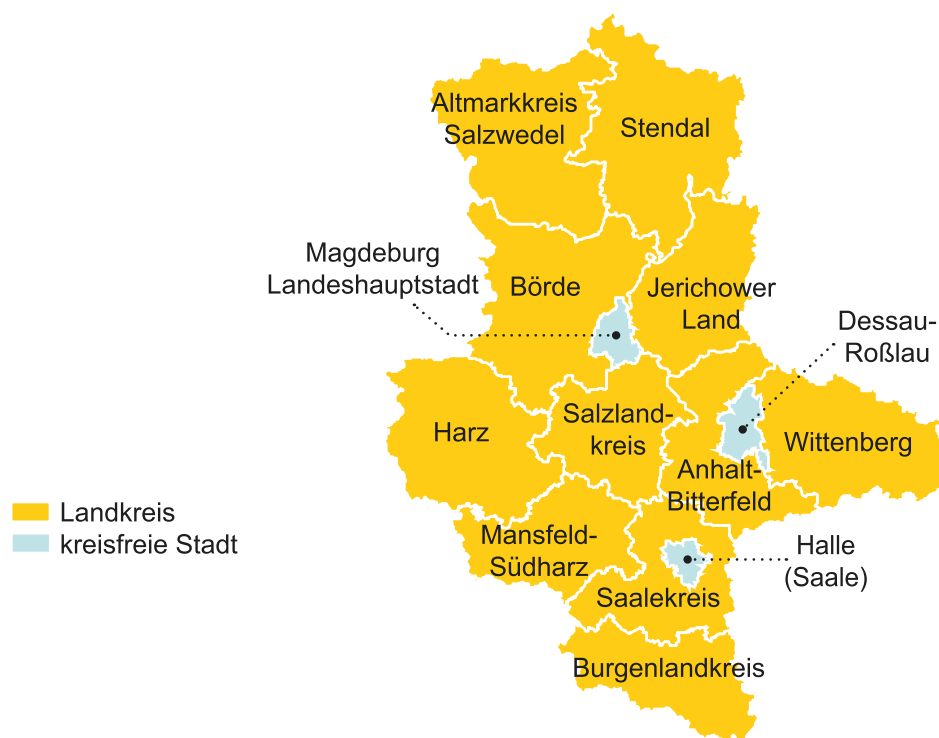 Altmarkkreis
Salzwedel
Stendal
Magdeburg
Landeshauptstadt
Börde
Jerichower
Land
Dessau-
Roßlau
Harz
Salzland-
kreis
Wittenberg
Anhalt-
Bitterfeld
Landkreis
kreisfreie Stadt
Mansfeld-
Südharz
Halle
(Saale)
Saalekreis
Burgenlandkreis